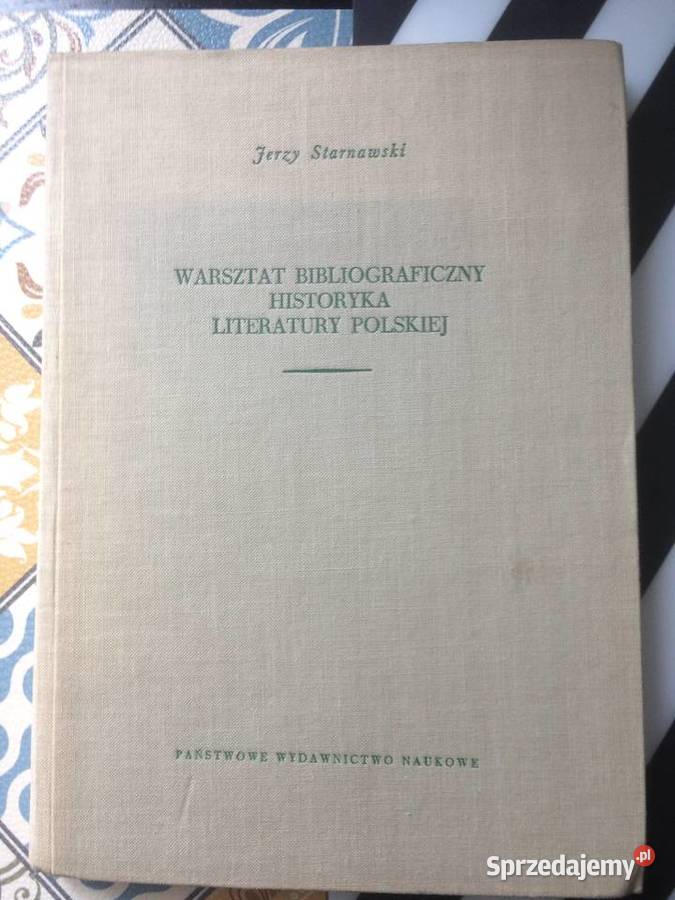 Jerzy Starnawski
WARSZTAT BIBLIOGRAFICZNY
HISTORYKA
LITERATURY POLSKIEJ
PAŃSTWOWE WYDAWNICTWO NAUKOWE
Sprzedajemy.pl